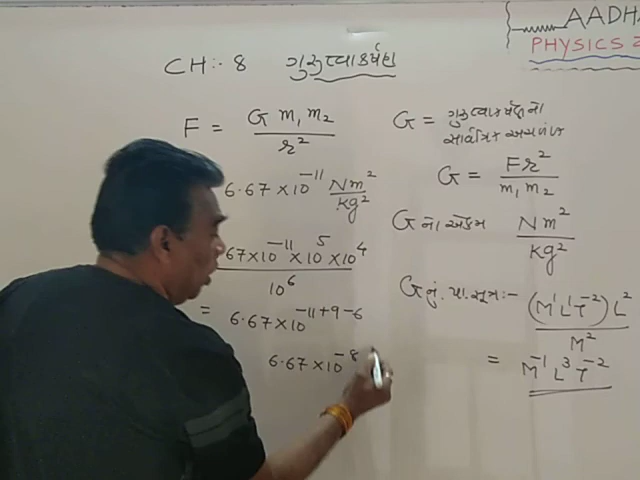 AADHA
PHYSICS
CH:- 8 ગુરુત્વાકર્ષણ
F = G m₁ m₂ / r²
6.67 × 10⁻¹¹ Nm² / kg²
67×10⁻¹¹ × 10⁵ × 10⁴ / 10⁶
= 6.67 × 10⁻¹¹⁺⁹⁻⁶
6.67 × 10⁻⁸
G = ગુરુત્વાકર્ષણનો
સાર્વત્રિક અચળાંક
G = Fr² / m₁ m₂
G નો એકમ Nm² / kg²
G નું પા.સૂત્ર:- (M¹L¹T⁻²) L² / M²
= M⁻¹ L³ T⁻²